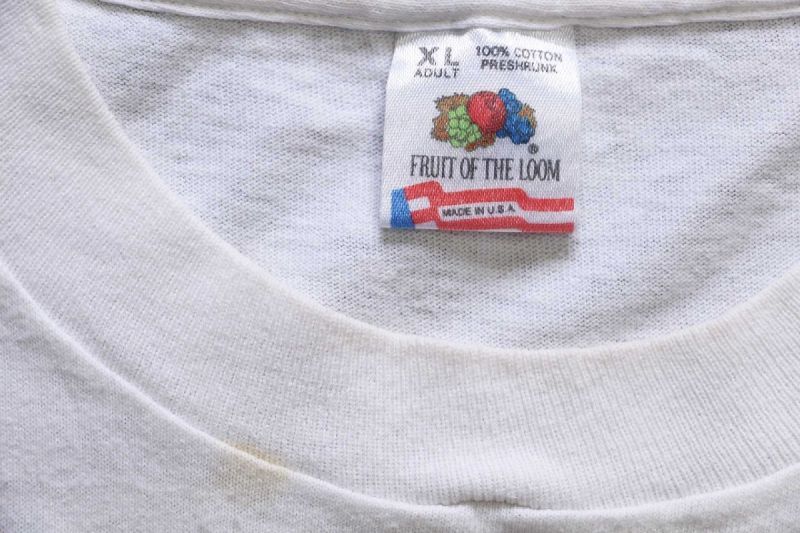 XL 100% COTTON
ADULT PRESHRUNK
®
FRUIT OF THE LOOM
MADE IN U.S.A.